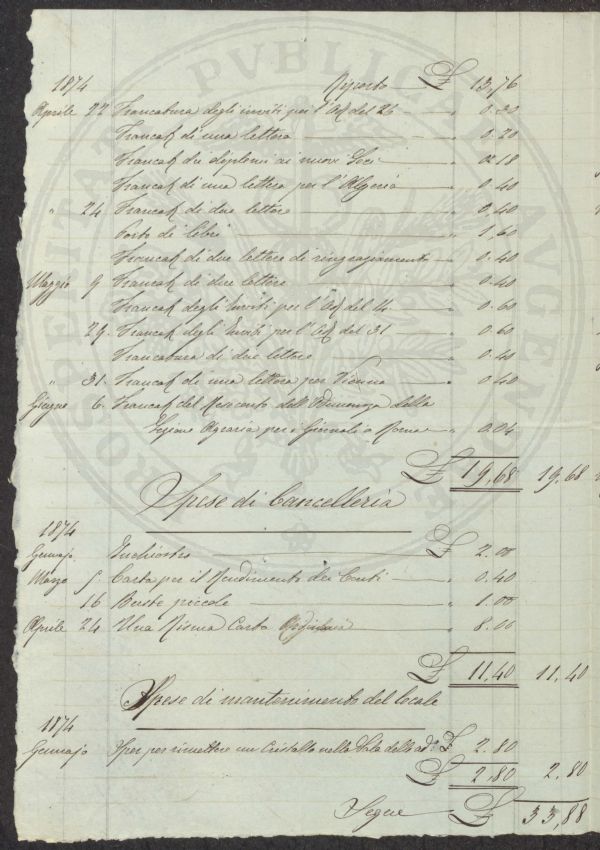 1874 Riporto £ 13,76
Aprile 22 Francatura degli inviti per l'Ad del 26 " 0.30
Francat di una lettera " 0.20
Francat dei diplomi ai nuovi Soci " 0.18
Francat di una lettera per l'Algeria " 0.40
" 24 Francat di due lettere " 0,40
Porto di libri " 1,60
Francat di due lettere di ringraziamento " 0.40
Maggio 9 Francat di due lettere " 0.40
Francat degli Inviti per l'Ad del 14 " 0.60
29. Francat degli Inviti per l'Ad del 31 " 0.60
Francatura di due lettere " 0.40
" 31. Francat di una lettera per Vienna " 0.40
Giugno 6. Francat del Resoconto dell'Adunanza della
Sezione Agraria per i Giornali a Roma " 0.04
£ 19,68 19,68
Spese di Cancelleria
1874
Gennajo Inchiostro £ 2.00
Marzo 5. Carta per il Rendimento dei Conti " 0.40
16 Buste piccole " 1.00
Aprile 24 Una Risma Carta Ordinaria " 8.00
£ 11,40 11,40
Spese di mantenimento del locale
1874
Gennajo Spese per rimettere un Cristallo nella Sala delle £ 2.80
£ 2,80 2.80
Segue £ 33,88
PROSPERITATI PVBLICAE AVGENDAE